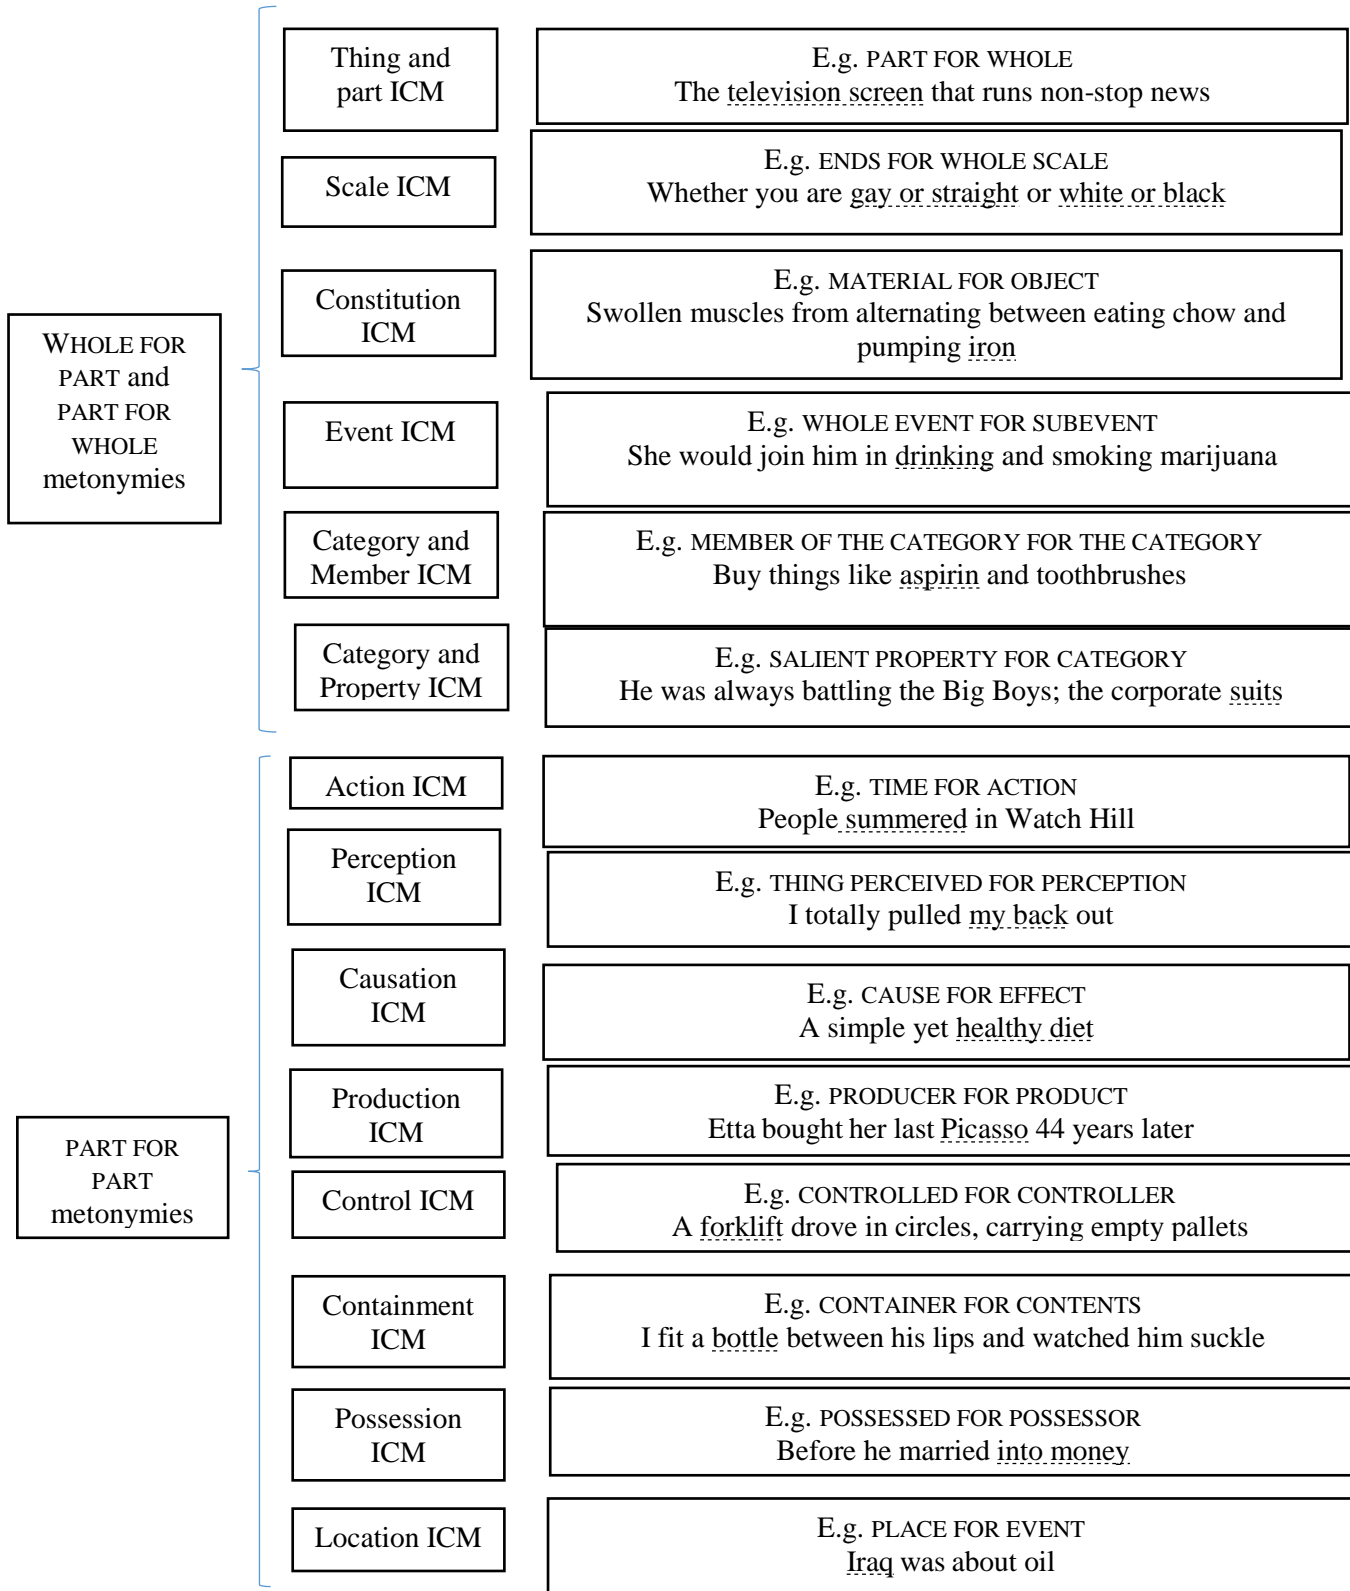 Thing and
part ICM
E.g. PART FOR WHOLE
The television screen that runs non-stop news
Scale ICM
E.g. ENDS FOR WHOLE SCALE
Whether you are gay or straight or white or black
Constitution
ICM
E.g. MATERIAL FOR OBJECT
Swollen muscles from alternating between eating chow and
pumping iron
WHOLE FOR
PART and
PART FOR
WHOLE
metonymies
Event ICM
E.g. WHOLE EVENT FOR SUBEVENT
She would join him in drinking and smoking marijuana
Category and
Member ICM
E.g. MEMBER OF THE CATEGORY FOR THE CATEGORY
Buy things like aspirin and toothbrushes
Category and
Property ICM
E.g. SALIENT PROPERTY FOR CATEGORY
He was always battling the Big Boys; the corporate suits
Action ICM
E.g. TIME FOR ACTION
People summered in Watch Hill
Perception
ICM
E.g. THING PERCEIVED FOR PERCEPTION
I totally pulled my back out
Causation
ICM
E.g. CAUSE FOR EFFECT
A simple yet healthy diet
Production
ICM
E.g. PRODUCER FOR PRODUCT
Etta bought her last Picasso 44 years later
PART FOR
PART
metonymies
Control ICM
E.g. CONTROLLED FOR CONTROLLER
A forklift drove in circles, carrying empty pallets
Containment
ICM
E.g. CONTAINER FOR CONTENTS
I fit a bottle between his lips and watched him suckle
Possession
ICM
E.g. POSSESSED FOR POSSESSOR
Before he married into money
Location ICM
E.g. PLACE FOR EVENT
Iraq was about oil